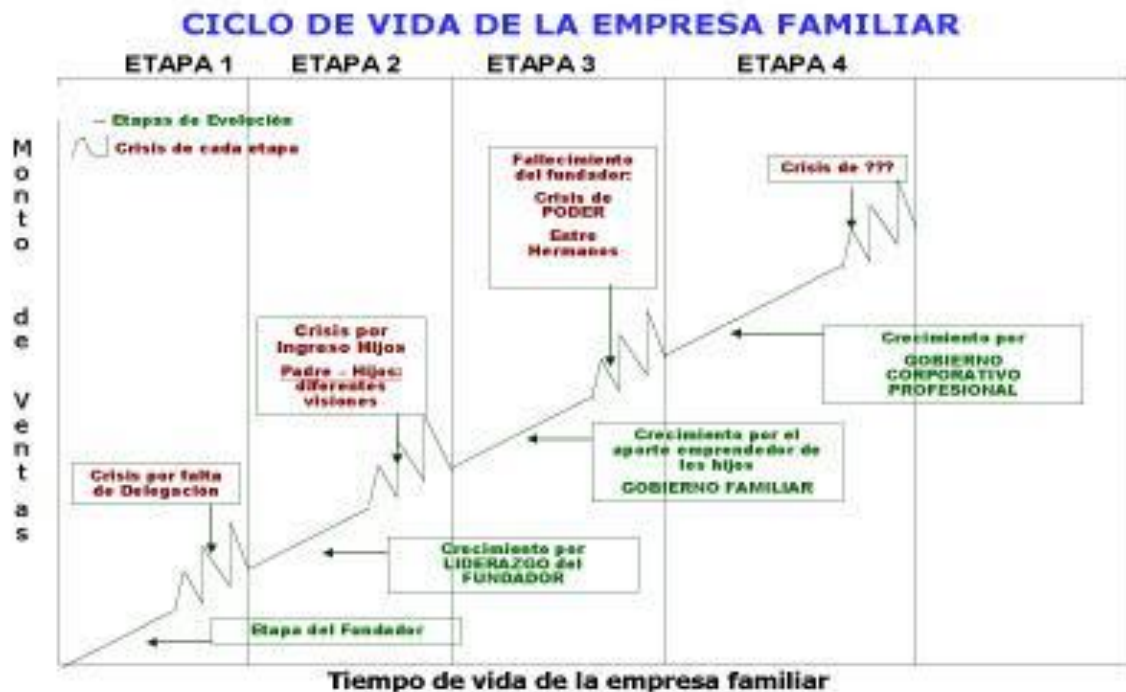 CICLO DE VIDA DE LA EMPRESA FAMILIAR
ETAPA 1
ETAPA 2
ETAPA 3
ETAPA 4
Etapas de Evolución
Crisis de cada etapa
Monto de Ventas
Crisis por falta
de Delegación
Etapa del Fundador
Crisis por
Ingreso Hijos
Padre - Hijos:
diferentes
visiones
Crecimiento por
LIDERAZGO del
FUNDADOR
Fallecimiento
del fundador:
Crisis de
PODER
Entre
Hermanos
Crecimiento por el
aporte emprendedor de
los hijos
GOBIERNO FAMILIAR
Crisis de ???
Crecimiento por
GOBIERNO
CORPORATIVO
PROFESIONAL
Tiempo de vida de la empresa familiar